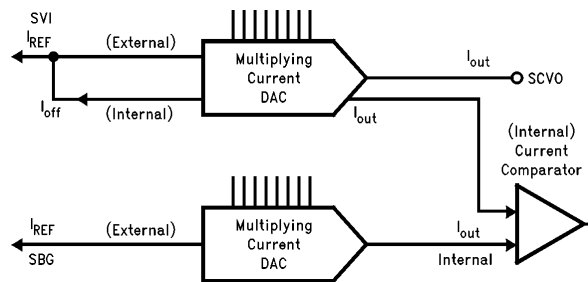 SVI
IREF
(External)
Ioff
(Internal)
Multiplying
Current
DAC
Iout
SCVO
Iout
(Internal)
Current
Comparator
IREF
(External)
SBG
Multiplying
Current
DAC
Iout
Internal